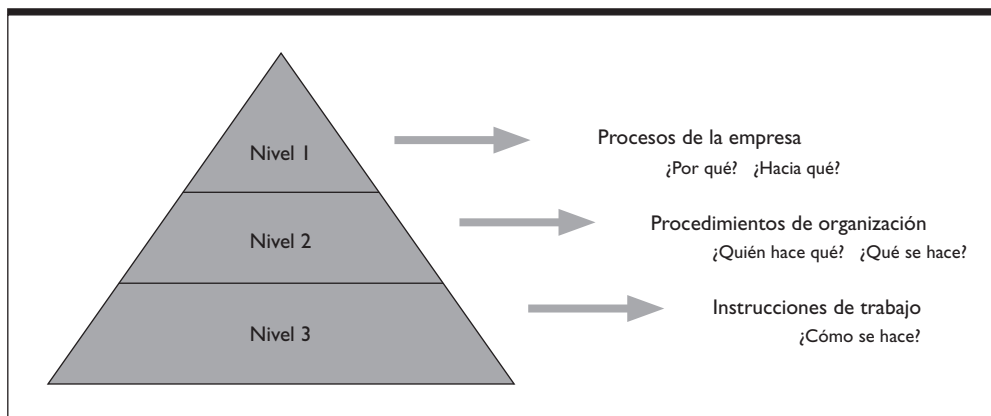 Nivel 1
Procesos de la empresa
¿Por qué? ¿Hacia qué?
Nivel 2
Procedimientos de organización
¿Quién hace qué? ¿Qué se hace?
Nivel 3
Instrucciones de trabajo
¿Cómo se hace?